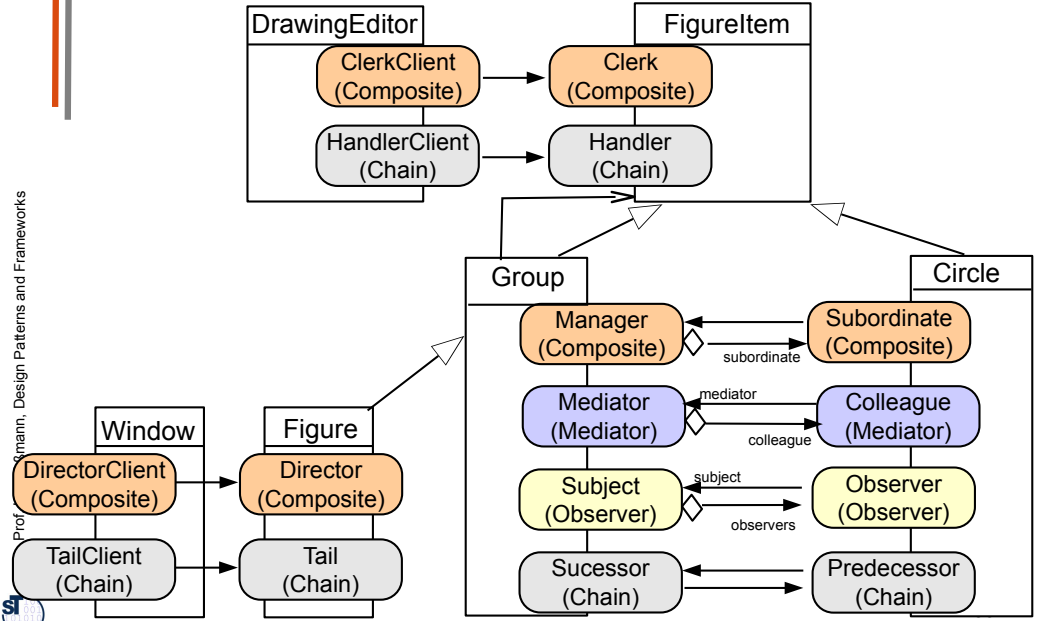 DrawingEditor
FigureItem
ClerkClient
(Composite)
Clerk
(Composite)
HandlerClient
(Chain)
Handler
(Chain)
Group
Circle
Manager
(Composite)
subordinate
Subordinate
(Composite)
Mediator
(Mediator)
mediator
colleague
Colleague
(Mediator)
Subject
(Observer)
subject
observers
Observer
(Observer)
Sucessor
(Chain)
Predecessor
(Chain)
Window
Figure
DirectorClient
(Composite)
Director
(Composite)
TailClient
(Chain)
Tail
(Chain)
Prof, Design Patterns and Frameworks
ST